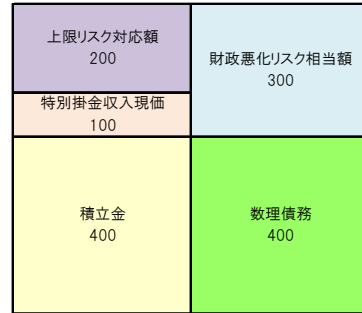 上限リスク対応額
200
特別掛金収入現価
100
積立金
400
財政悪化リスク相当額
300
数理債務
400